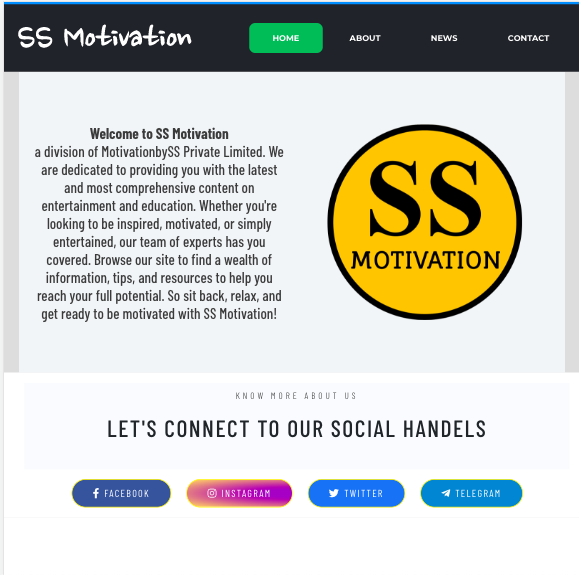 SS Motivation
HOME
ABOUT
NEWS
CONTACT
Welcome to SS Motivation
a division of MotivationbySS Private Limited. We
are dedicated to providing you with the latest
and most comprehensive content on
entertainment and education. Whether you're
looking to be inspired, motivated, or simply
entertained, our team of experts has you
covered. Browse our site to find a wealth of
information, tips, and resources to help you
reach your full potential. So sit back, relax, and
get ready to be motivated with SS Motivation!
SS
MOTIVATION
KNOW MORE ABOUT US
LET'S CONNECT TO OUR SOCIAL HANDELS
FACEBOOK
INSTAGRAM
TWITTER
TELEGRAM